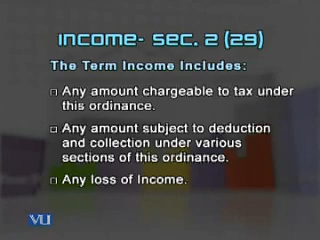 Income- Sec. 2 (29)
The Term Income Includes:
Any amount chargeable to tax under
this ordinance.
Any amount subject to deduction
and collection under various
sections of this ordinance.
Any loss of Income.
VU